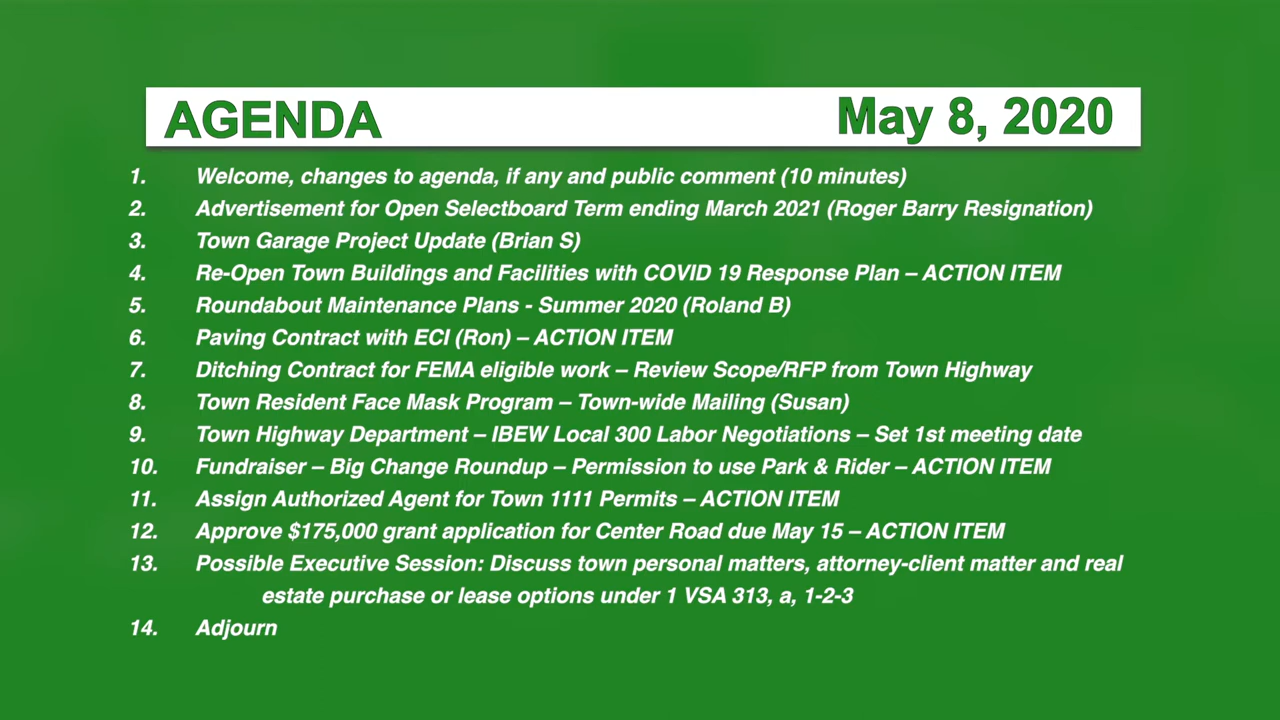 AGENDA May 8, 2020
1. Welcome, changes to agenda, if any and public comment (10 minutes)
2. Advertisement for Open Selectboard Term ending March 2021 (Roger Barry Resignation)
3. Town Garage Project Update (Brian S)
4. Re-Open Town Buildings and Facilities with COVID 19 Response Plan – ACTION ITEM
5. Roundabout Maintenance Plans - Summer 2020 (Roland B)
6. Paving Contract with ECI (Ron) – ACTION ITEM
7. Ditching Contract for FEMA eligible work – Review Scope/RFP from Town Highway
8. Town Resident Face Mask Program – Town-wide Mailing (Susan)
9. Town Highway Department – IBEW Local 300 Labor Negotiations – Set 1st meeting date
10. Fundraiser – Big Change Roundup – Permission to use Park & Rider – ACTION ITEM
11. Assign Authorized Agent for Town 1111 Permits – ACTION ITEM
12. Approve $175,000 grant application for Center Road due May 15 – ACTION ITEM
13. Possible Executive Session: Discuss town personal matters, attorney-client matter and real
estate purchase or lease options under 1 VSA 313, a, 1-2-3
14. Adjourn